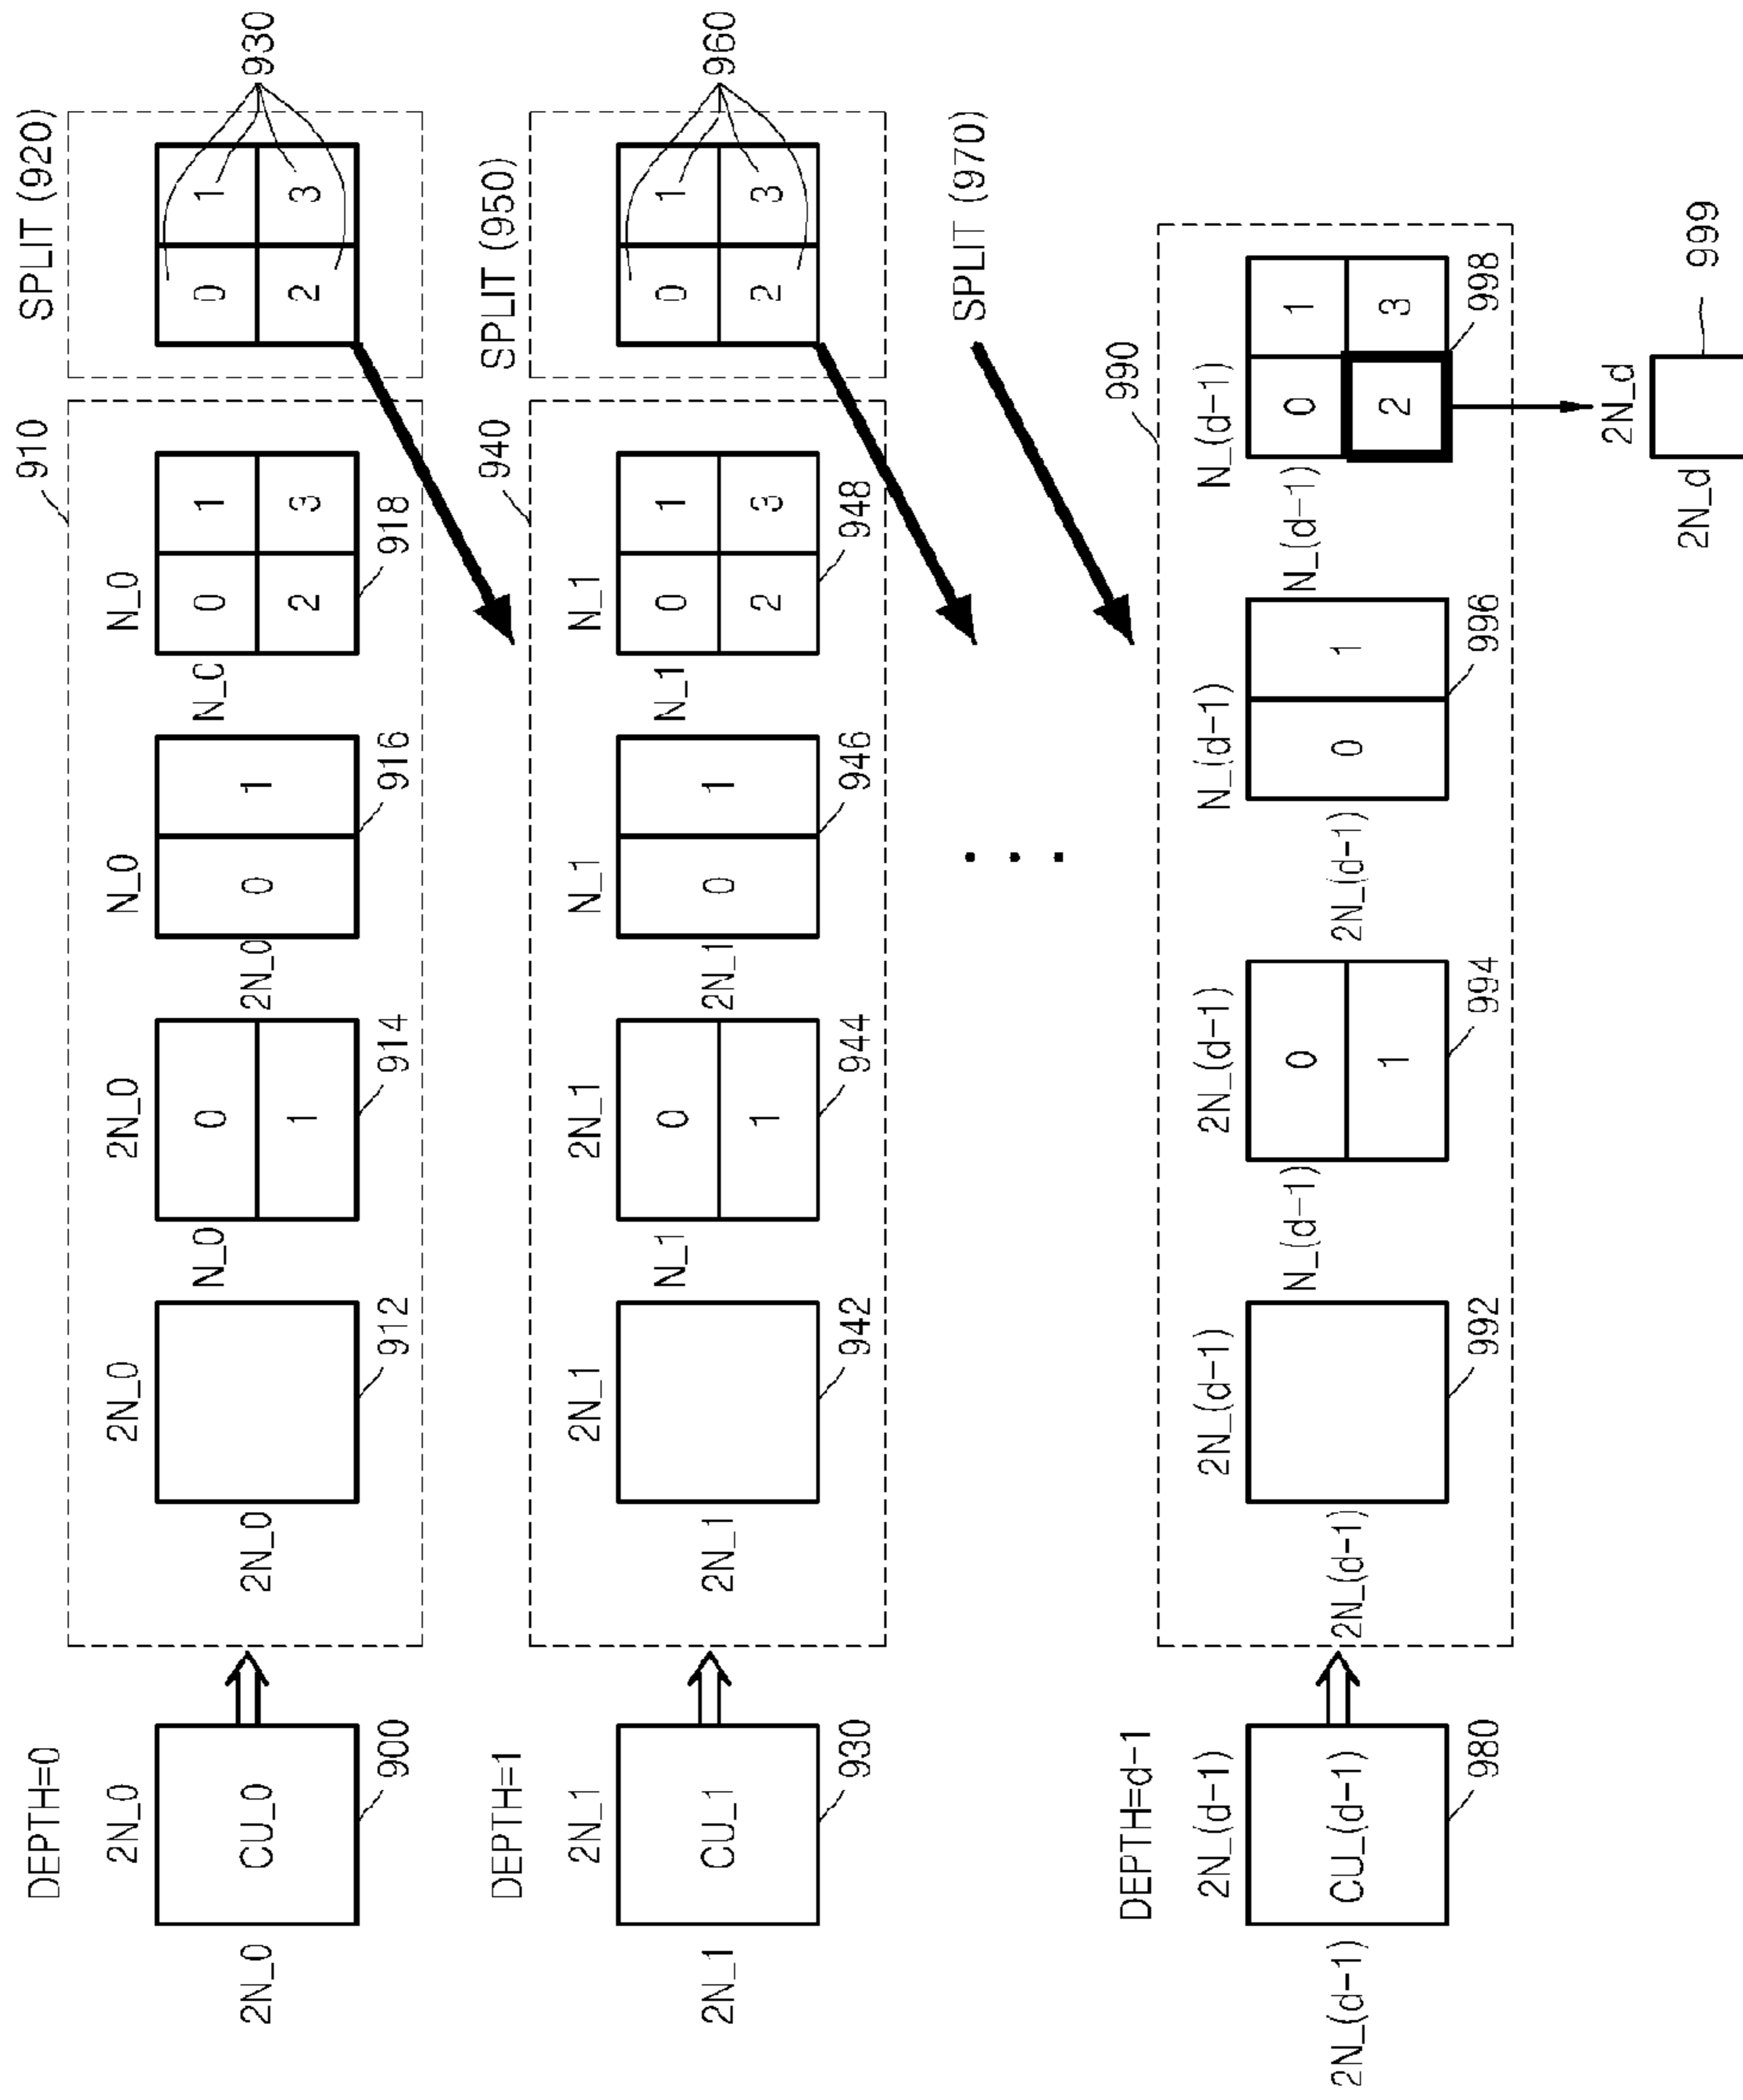 DEPTH=0
2N_0
2N_0
CU_0
900
910
2N_0
2N_0
912
2N_0
N_0
0
1
914
N_0
2N_0
0
1
916
N_0
N_0
0
1
2
3
918
SPLIT (920)
0
1
2
3
930
DEPTH=1
2N_1
2N_1
CU_1
930
940
2N_1
2N_1
942
2N_1
N_1
0
1
944
N_1
2N_1
0
1
946
N_1
N_1
0
1
2
3
948
SPLIT (950)
0
1
2
3
960
SPLIT (970)
DEPTH=d-1
2N_(d-1)
2N_(d-1)
CU_(d-1)
980
990
2N_(d-1)
2N_(d-1)
992
2N_(d-1)
N_(d-1)
0
1
994
N_(d-1)
2N_(d-1)
0
1
996
N_(d-1)
N_(d-1)
0
1
2
3
998
2N_d
2N_d
999